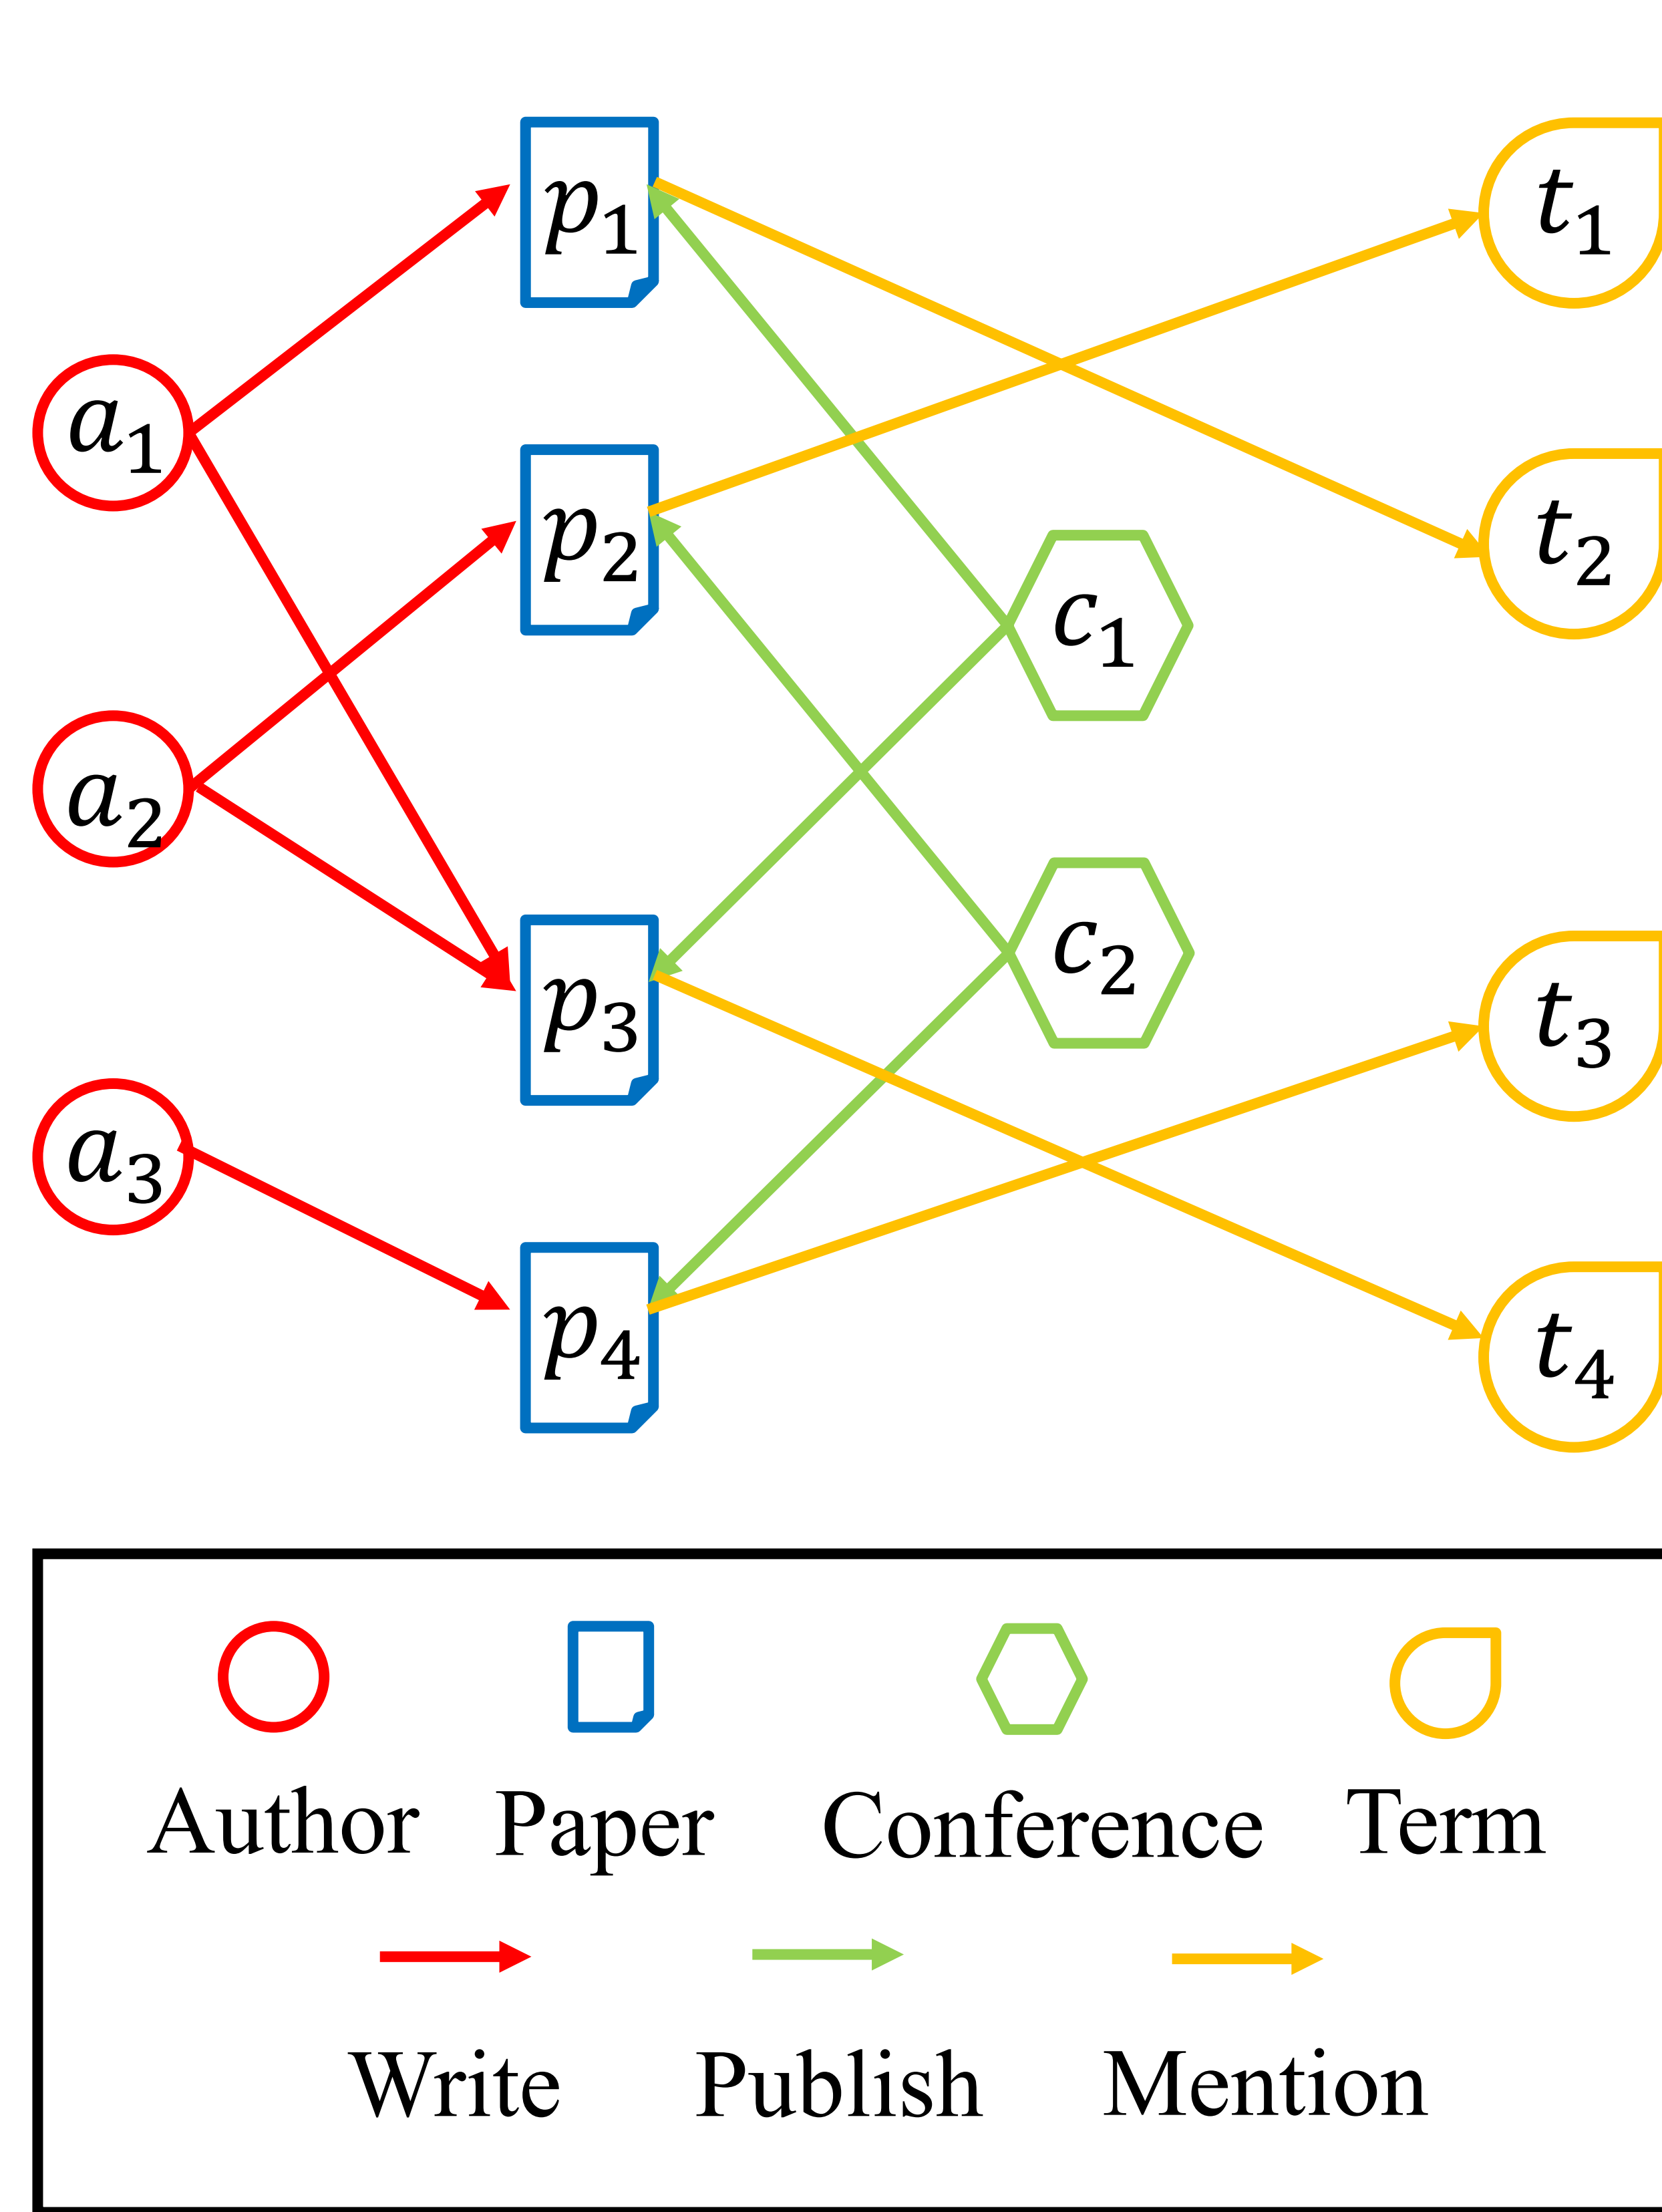 p1
t1
a1
p2
t2
c1
a2
c2
p3
t3
a3
p4
t4
Author Paper Conference Term
Write Publish Mention